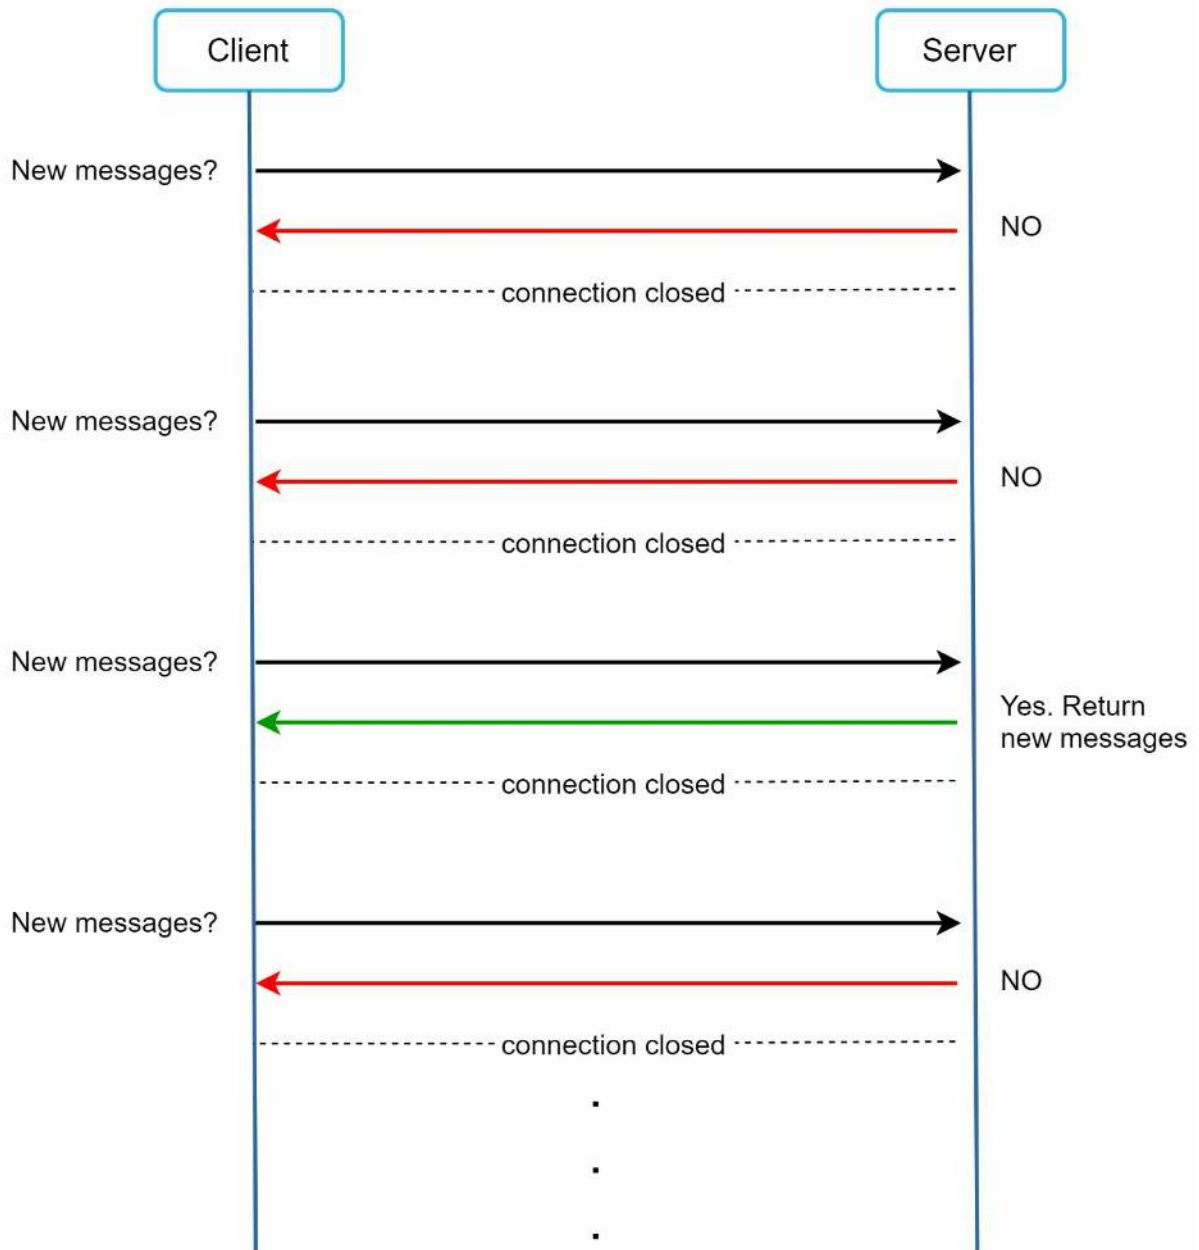 Client
Server
New messages?
NO
connection closed
New messages?
NO
connection closed
New messages?
Yes. Return
new messages
connection closed
New messages?
NO
connection closed